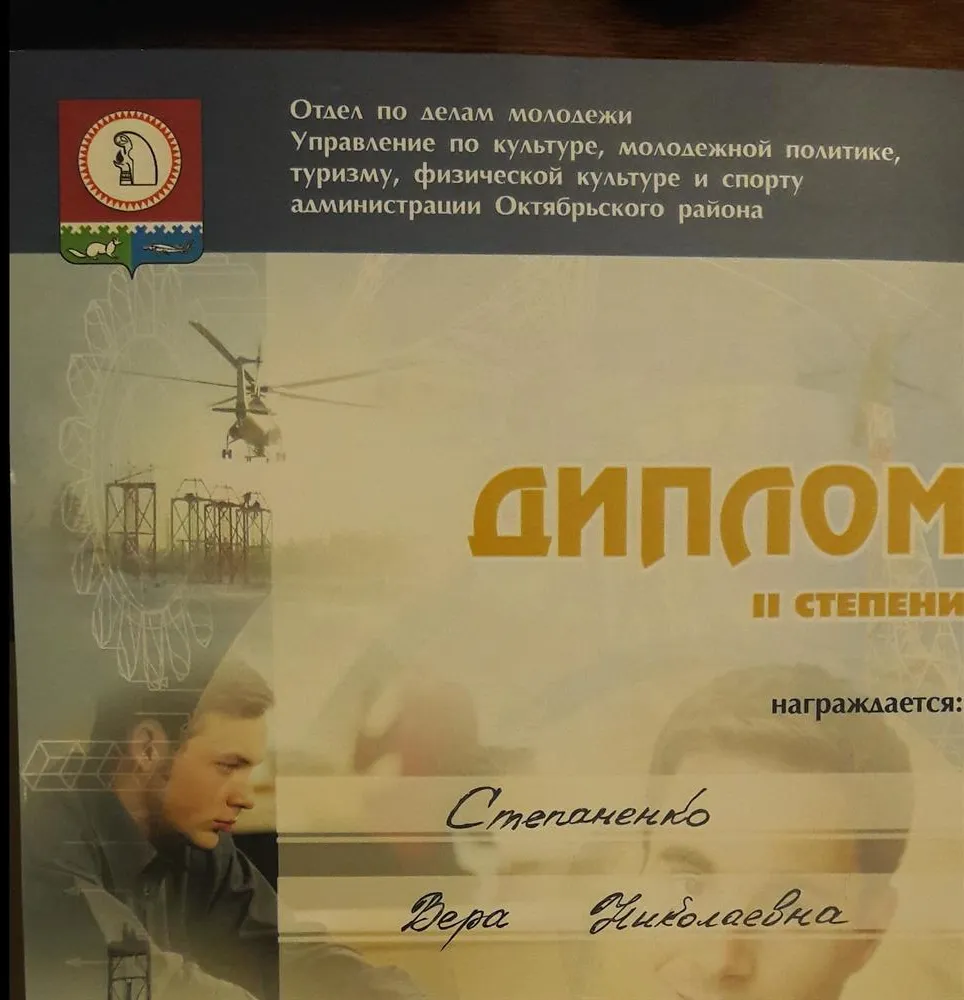 Отдел по делам молодежи
Управление по культуре, молодежной политике,
туризму, физической культуре и спорту
администрации Октябрьского района
ДИПЛОМ
II СТЕПЕНИ
награждается:
Степаненко
Вера Николаевна